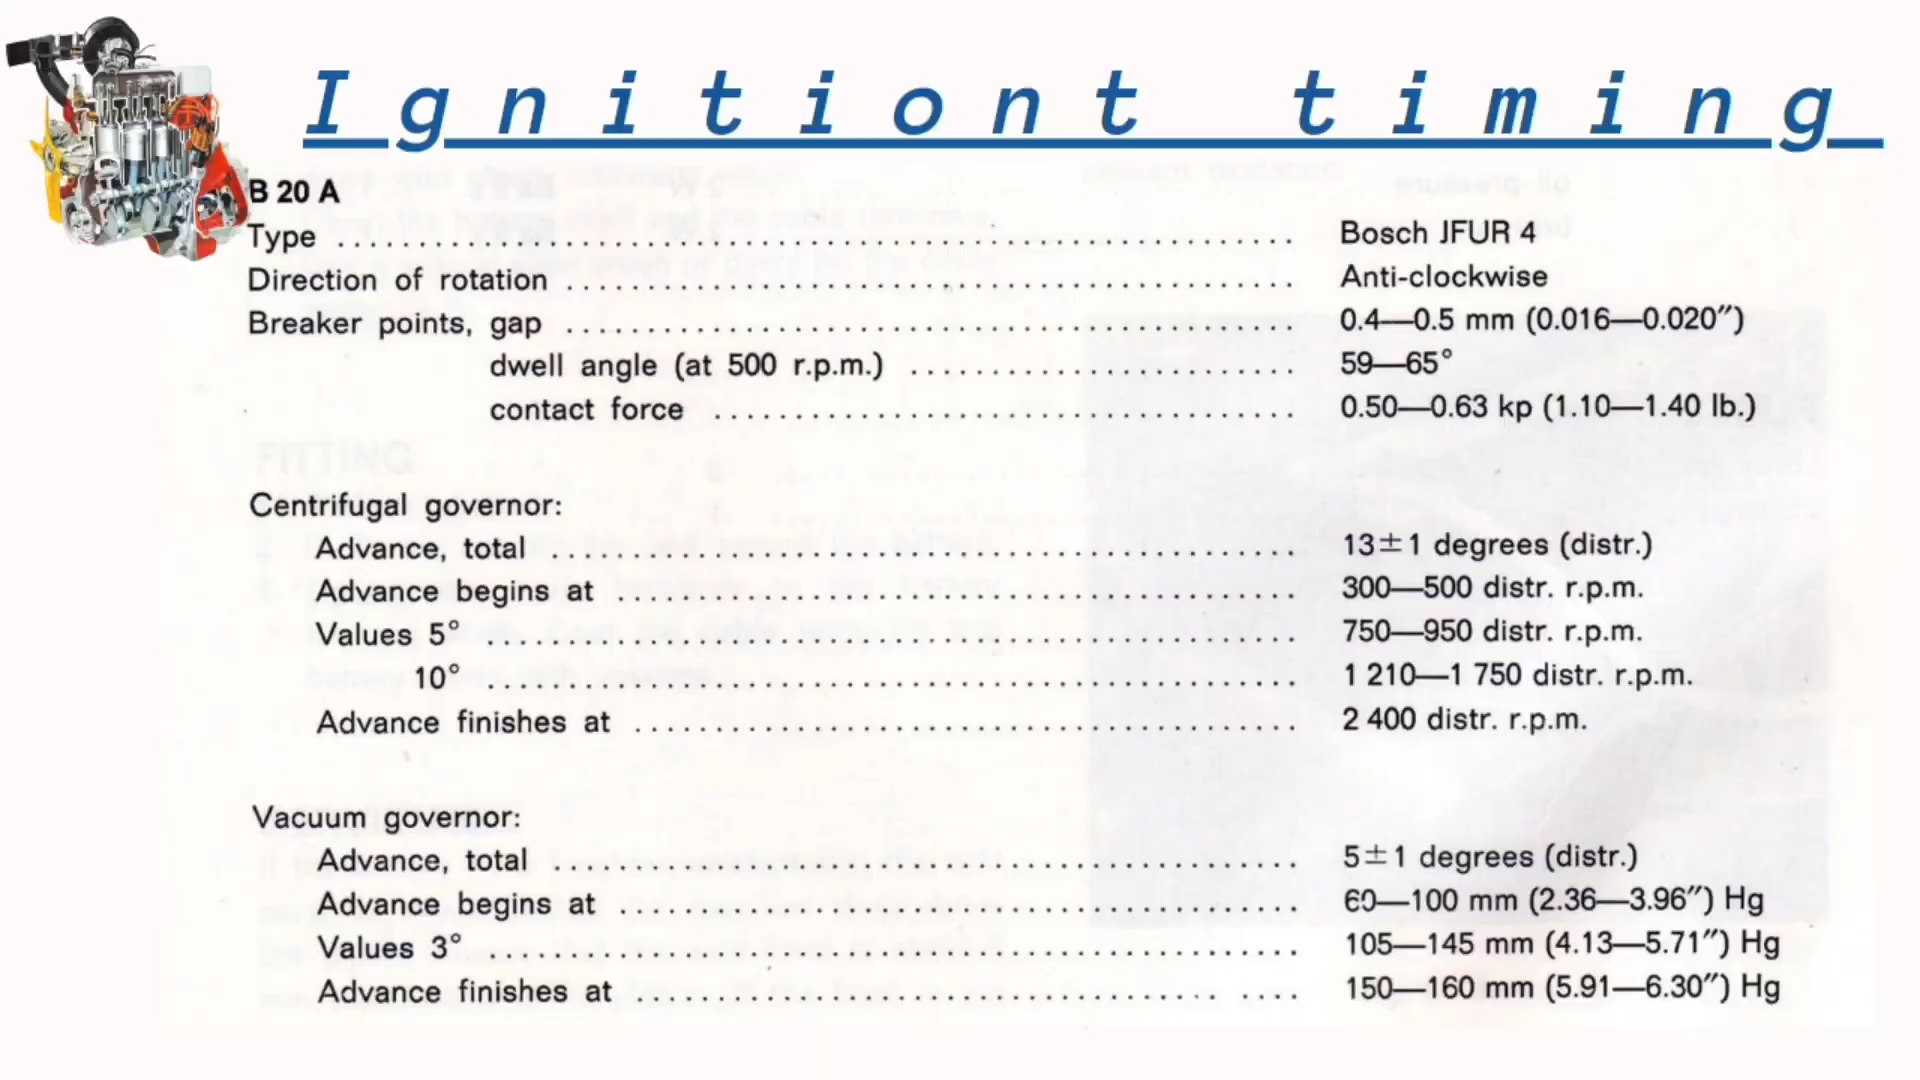 Ignitiont timing
B 20 A
Type ........ Bosch JFUR 4
Direction of rotation ........ Anti-clockwise
Breaker points, gap ........ 0.4—0.5 mm (0.016—0.020″)
dwell angle (at 500 r.p.m.) ........ 59—65°
contact force ........ 0.50—0.63 kp (1.10—1.40 lb.)
Centrifugal governor:
Advance, total ........ 13±1 degrees (distr.)
Advance begins at ........ 300—500 distr. r.p.m.
Values 5° ........ 750—950 distr. r.p.m.
10° ........ 1 210—1 750 distr. r.p.m.
Advance finishes at ........ 2 400 distr. r.p.m.
Vacuum governor:
Advance, total ........ 5±1 degrees (distr.)
Advance begins at ........ 60—100 mm (2.36—3.96″) Hg
Values 3° ........ 105—145 mm (4.13—5.71″) Hg
Advance finishes at ........ 150—160 mm (5.91—6.30″) Hg